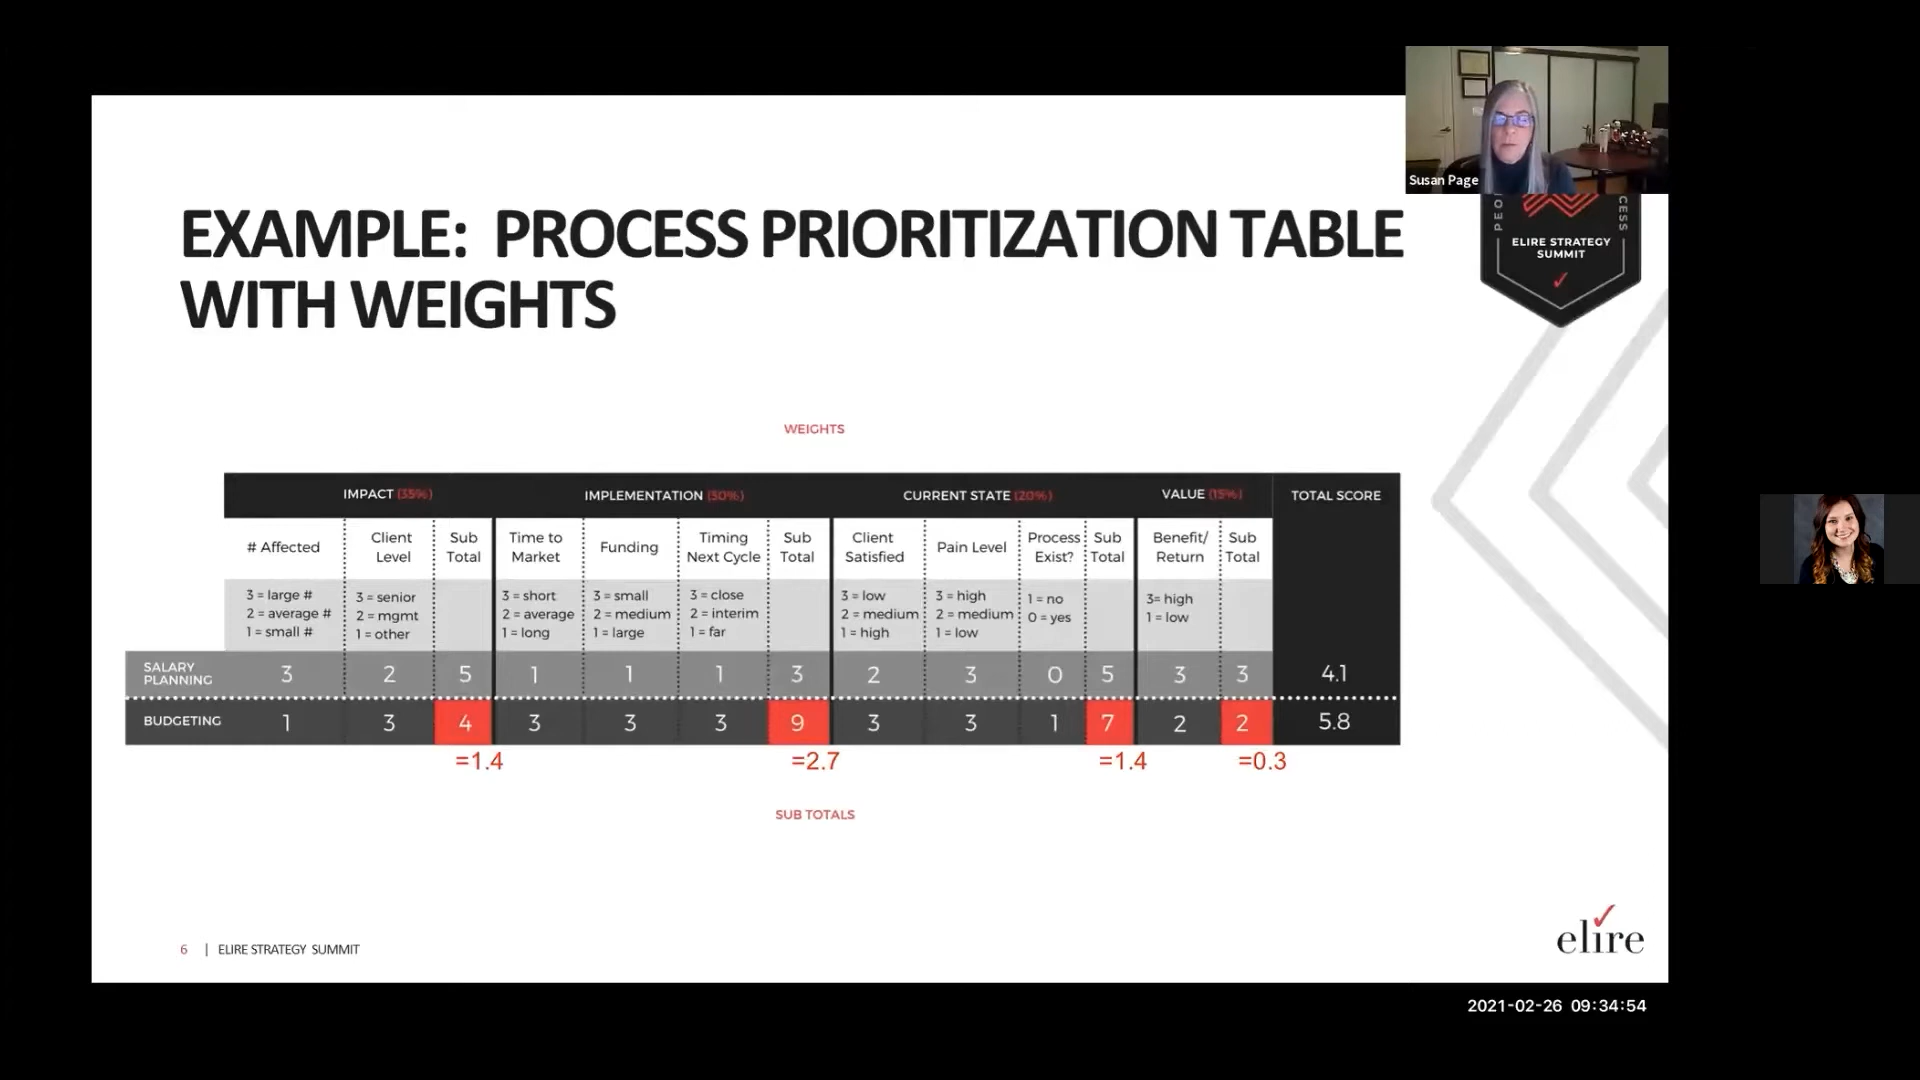 Susan Page
PEO
CESS
ELIRE STRATEGY
SUMMIT
EXAMPLE: PROCESS PRIORITIZATION TABLE
WITH WEIGHTS
WEIGHTS
IMPACT (35%) IMPLEMENTATION (30%) CURRENT STATE (20%) VALUE (15%) TOTAL SCORE
# Affected Client Level Sub Total Time to Market Funding Timing Next Cycle Sub Total Client Satisfied Pain Level Process Exist? Sub Total Benefit/ Return Sub Total
3 = large # 3 = senior 3 = short 3 = small 3 = close 3 = low 3 = high 1 = no 3= high
2 = average # 2 = mgmt 2 = average 2 = medium 2 = interim 2 = medium 2 = medium 0 = yes 1 = low
1 = small # 1 = other 1 = long 1 = large 1 = far 1 = high 1 = low
SALARY PLANNING 3 2 5 1 1 1 3 2 3 0 5 3 3 4.1
BUDGETING 1 3 4 3 3 3 9 3 3 1 7 2 2 5.8
=1.4 =2.7 =1.4 =0.3
SUB TOTALS
6 | ELIRE STRATEGY SUMMIT
elire
2021-02-26 09:34:54